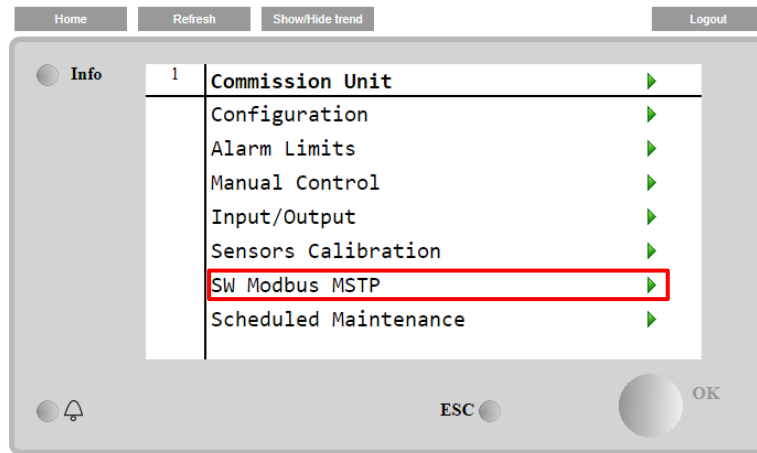 Home Refresh Show/Hide trend Logout
Info
1 Commission Unit
Configuration
Alarm Limits
Manual Control
Input/Output
Sensors Calibration
SW Modbus MSTP
Scheduled Maintenance
ESC OK